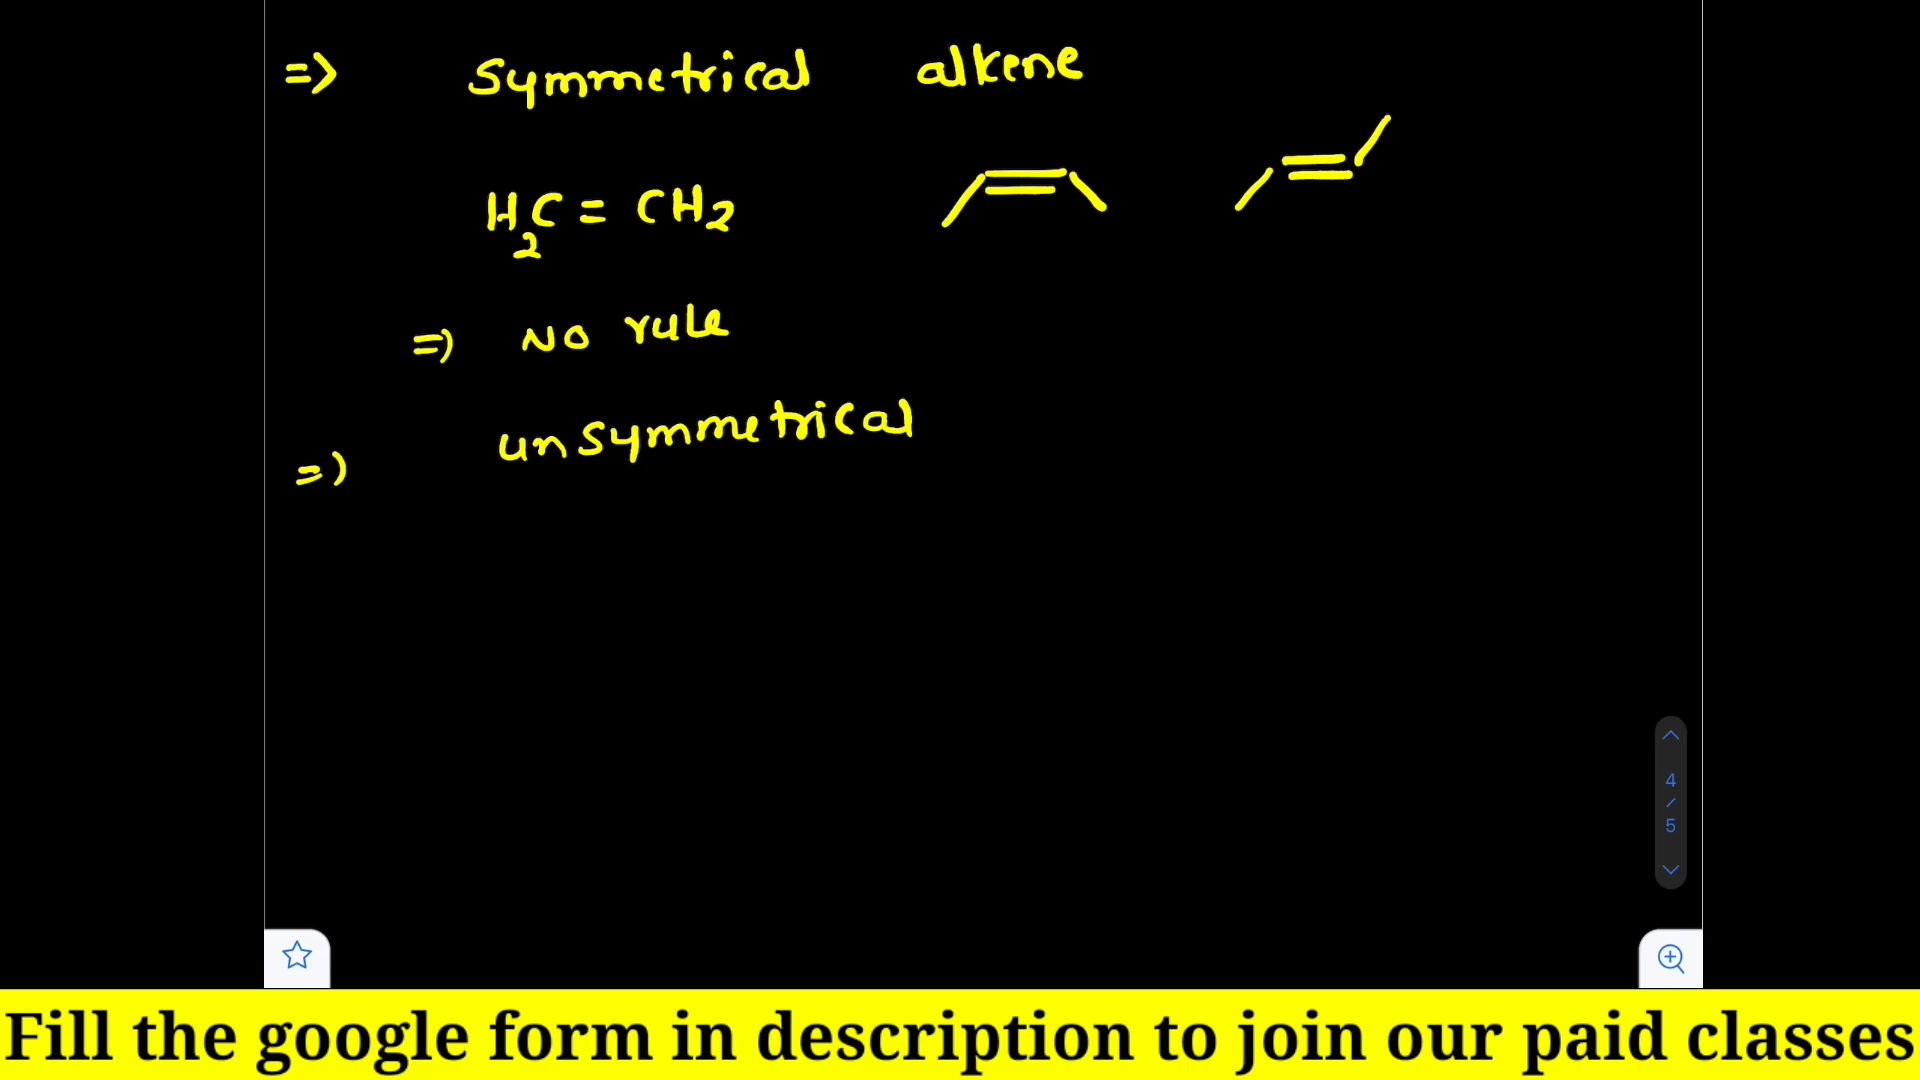 => Symmetrical alkene
H2C = CH2
=> No rule
=> unsymmetrical
4
/
5
Fill the google form in description to join our paid classes